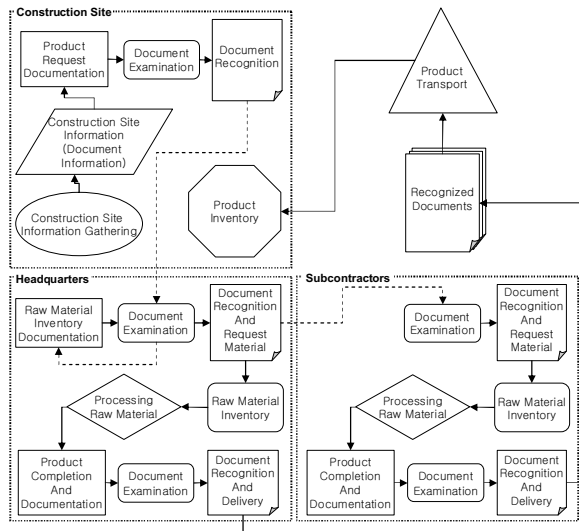 Construction Site
Product
Request
Documentation
Document
Examination
Document
Recognition
Construction Site
Information
(Document
Information)
Construction Site
Information Gathering
Product
Inventory
Product
Transport
Recognized
Documents
Headquarters
Raw Material
Inventory
Documentation
Document
Examination
Document
Recognition
And
Request
Material
Processing
Raw Material
Raw Material
Inventory
Product
Completion
And
Documentation
Document
Examination
Document
Recognition
And
Delivery
Subcontractors
Document
Examination
Document
Recognition
And
Request
Material
Processing
Raw Material
Raw Material
Inventory
Product
Completion
And
Documentation
Document
Examination
Document
Recognition
And
Delivery